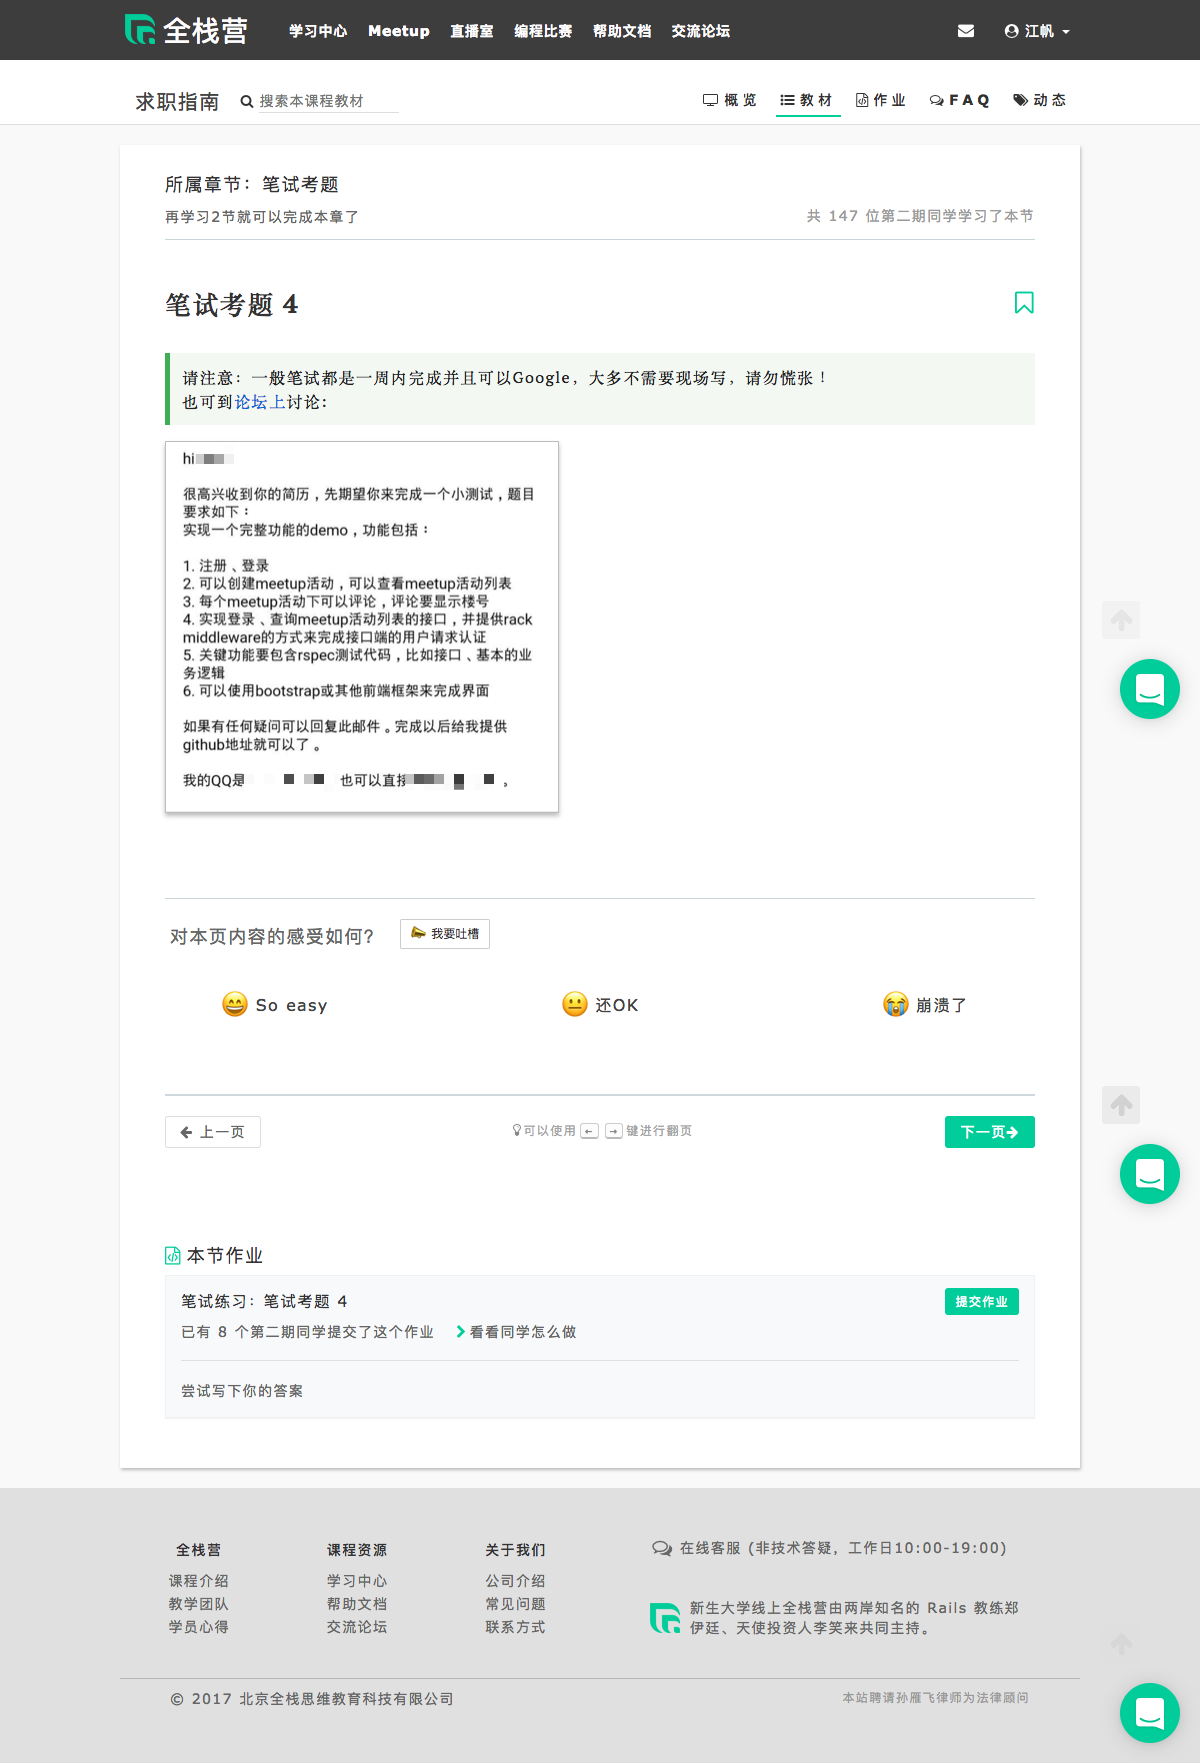 全栈营
学习中心 Meetup 直播室 编程比赛 帮助文档 交流论坛
江帆
求职指南
搜索本课程教材
概览 教材 作业 FAQ 动态
所属章节：笔试考题
再学习2节就可以完成本章了
共 147 位第二期同学学习了本节
笔试考题 4
请注意：一般笔试都是一周内完成并且可以Google，大多不需要现场写，请勿慌张！
也可到论坛上讨论：
hi
很高兴收到你的简历，先期望你来完成一个小测试，题目
要求如下：
实现一个完整功能的demo，功能包括：
1. 注册、登录
2. 可以创建meetup活动，可以查看meetup活动列表
3. 每个meetup活动下可以评论，评论要显示楼号
4. 实现登录、查询meetup活动列表的接口，并提供rack
middleware的方式来完成接口端的用户请求认证
5. 关键功能要包含rspec测试代码，比如接口、基本的业
务逻辑
6. 可以使用bootstrap或其他前端框架来完成界面
如果有任何疑问可以回复此邮件。完成以后给我提供
github地址就可以了。
我的QQ是 也可以直接 。
对本页内容的感受如何?
我要吐槽
So easy
还OK
崩溃了
上一页
可以使用 ← → 键进行翻页
下一页
本节作业
笔试练习：笔试考题 4
提交作业
已有 8 个第二期同学提交了这个作业 看看同学怎么做
尝试写下你的答案
全栈营
课程介绍
教学团队
学员心得
课程资源
学习中心
帮助文档
交流论坛
关于我们
公司介绍
常见问题
联系方式
在线客服 (非技术答疑，工作日10:00-19:00)
新生大学线上全栈营由两岸知名的 Rails 教练郑
伊廷、天使投资人李笑来共同主持。
© 2017 北京全栈思维教育科技有限公司
本站聘请孙雁飞律师为法律顾问